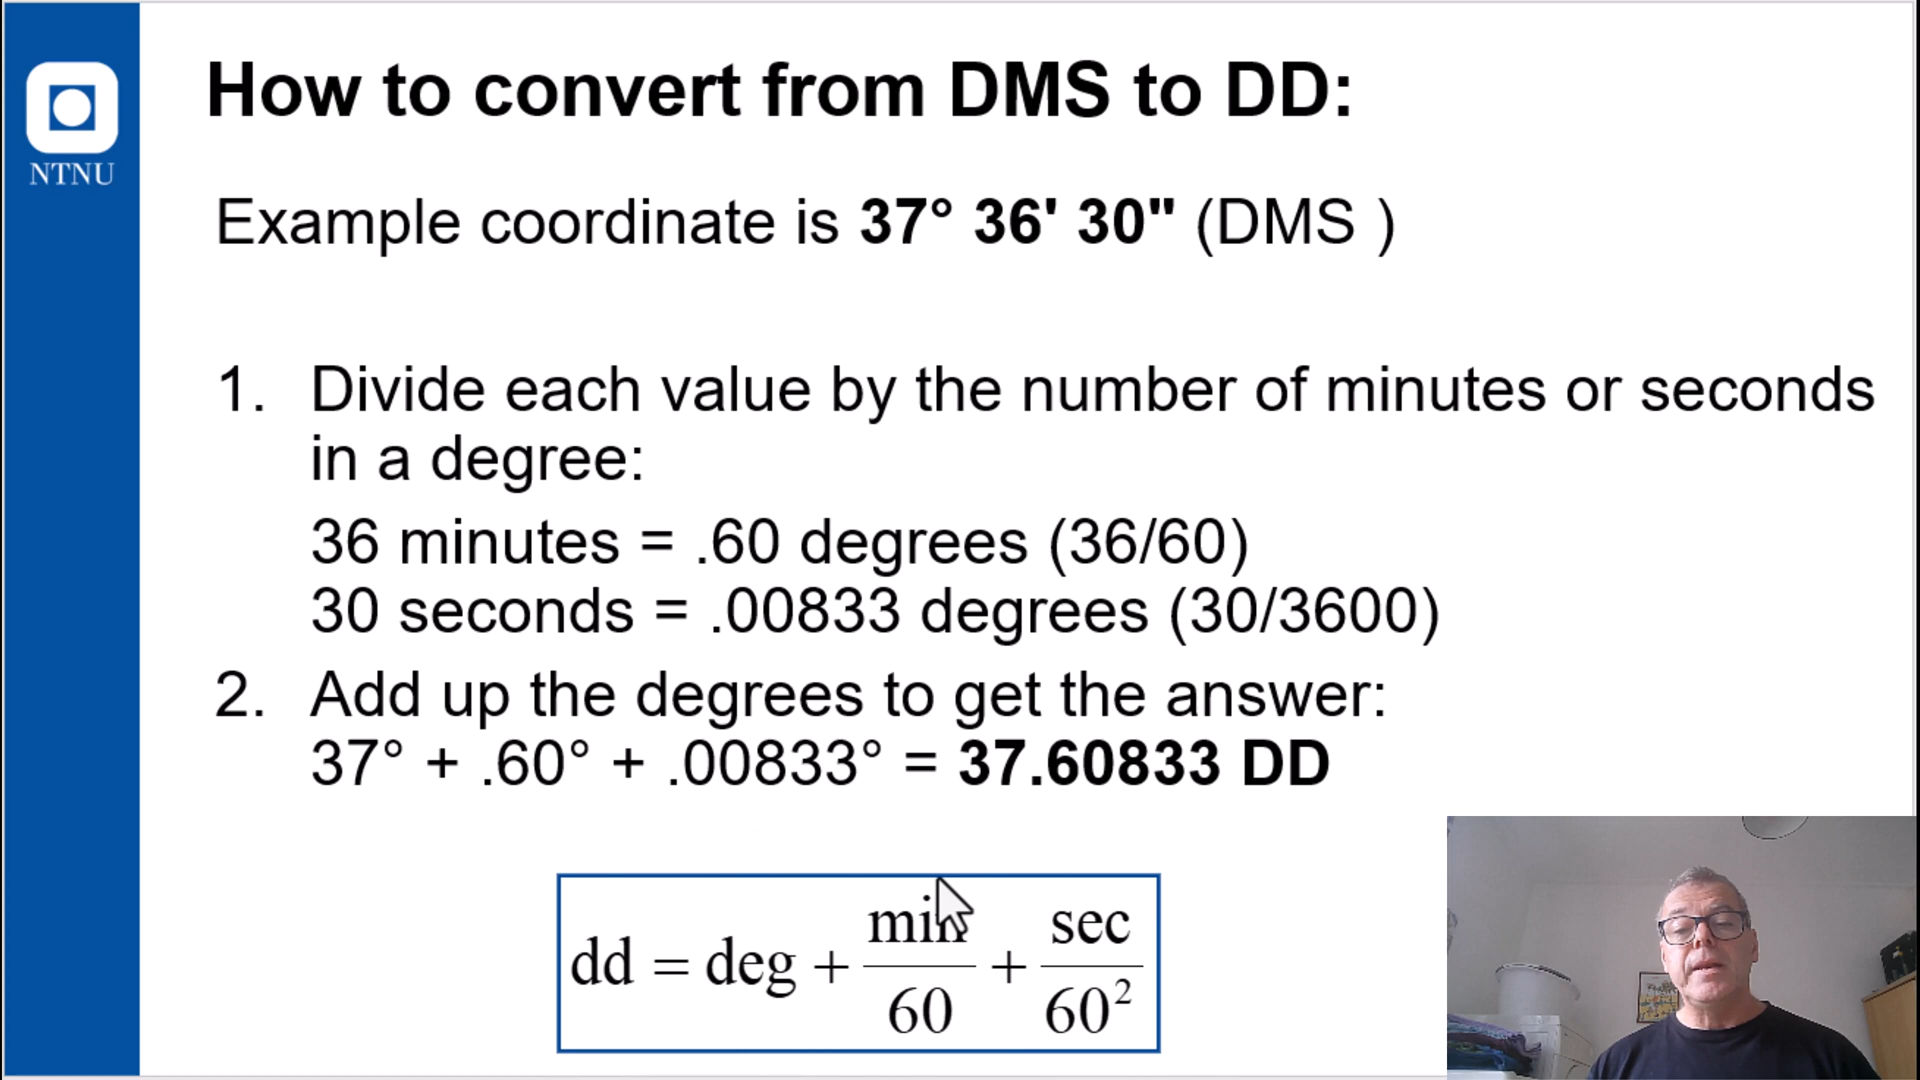 NTNU
How to convert from DMS to DD:
Example coordinate is 37° 36' 30" (DMS )
1. Divide each value by the number of minutes or seconds
in a degree:
36 minutes = .60 degrees (36/60)
30 seconds = .00833 degrees (30/3600)
2. Add up the degrees to get the answer:
37° + .60° + .00833° = 37.60833 DD
dd = deg + min/60 + sec/60²